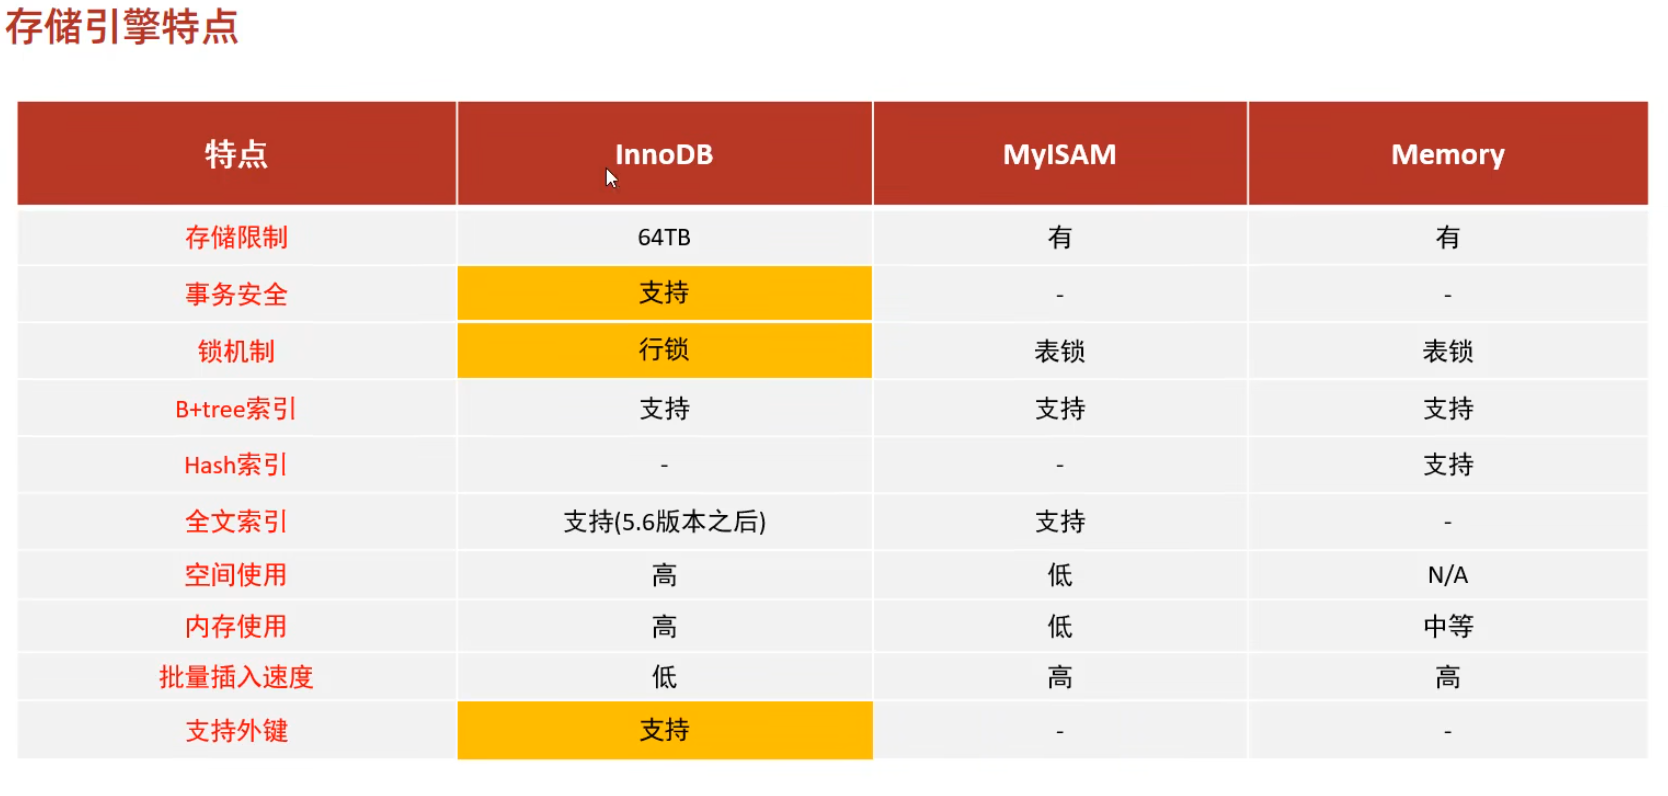 存储引擎特点
特点 InnoDB MyISAM Memory
存储限制 64TB 有 有
事务安全 支持 - -
锁机制 行锁 表锁 表锁
B+tree索引 支持 支持 支持
Hash索引 - - 支持
全文索引 支持(5.6版本之后) 支持 -
空间使用 高 低 N/A
内存使用 高 低 中等
批量插入速度 低 高 高
支持外键 支持 - -